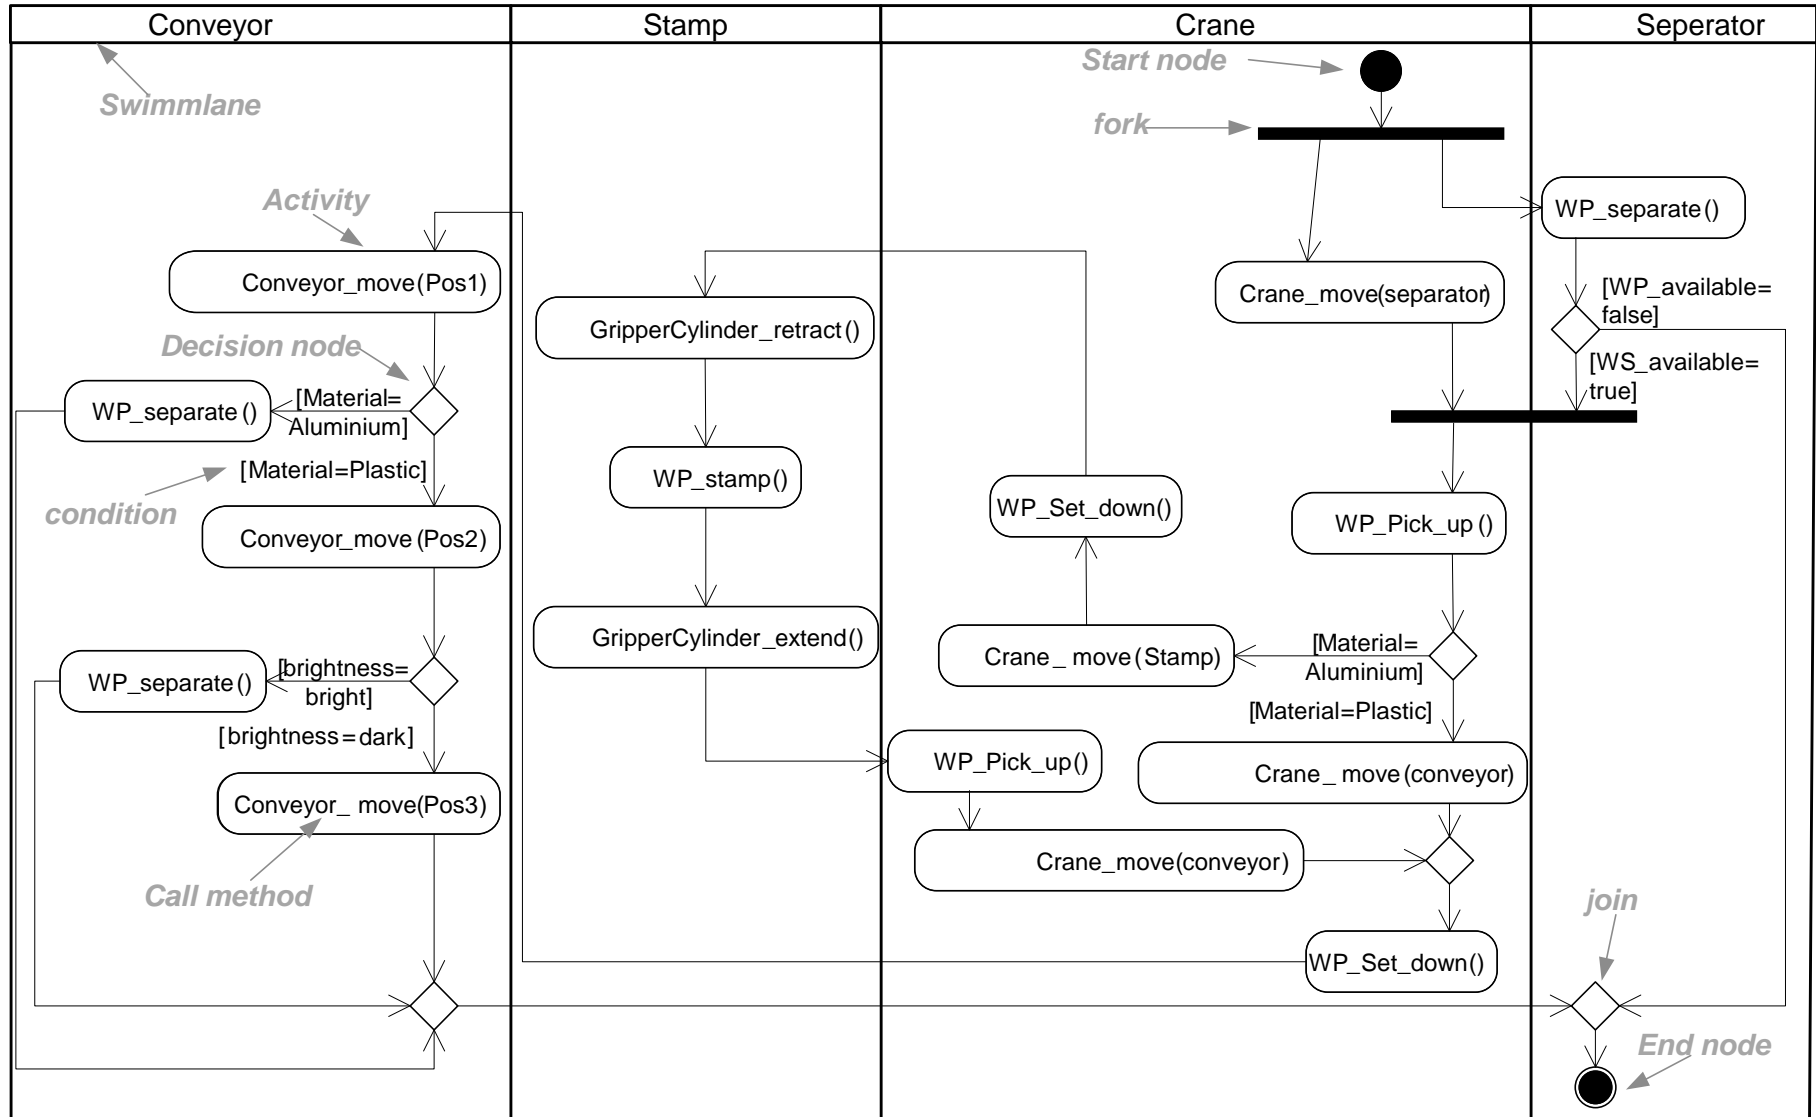 Conveyor
Stamp
Crane
Seperator
Swimmlane
Start node
fork
Activity
WP_separate()
Conveyor_move(Pos1)
Crane_move(separator)
[WP_available=
false]
GripperCylinder_retract()
Decision node
[WS_available=
true]
WP_separate()
[Material=
Aluminium]
[Material=Plastic]
condition
WP_stamp()
WP_Set_down()
WP_Pick_up()
Conveyor_move(Pos2)
GripperCylinder_extend()
Crane_ move(Stamp)
[Material=
Aluminium]
[Material=Plastic]
WP_separate()
[brightness=
bright]
[brightness=dark]
WP_Pick_up()
Crane_ move(conveyor)
Conveyor_ move(Pos3)
Crane_move(conveyor)
Call method
join
WP_Set_down()
End node